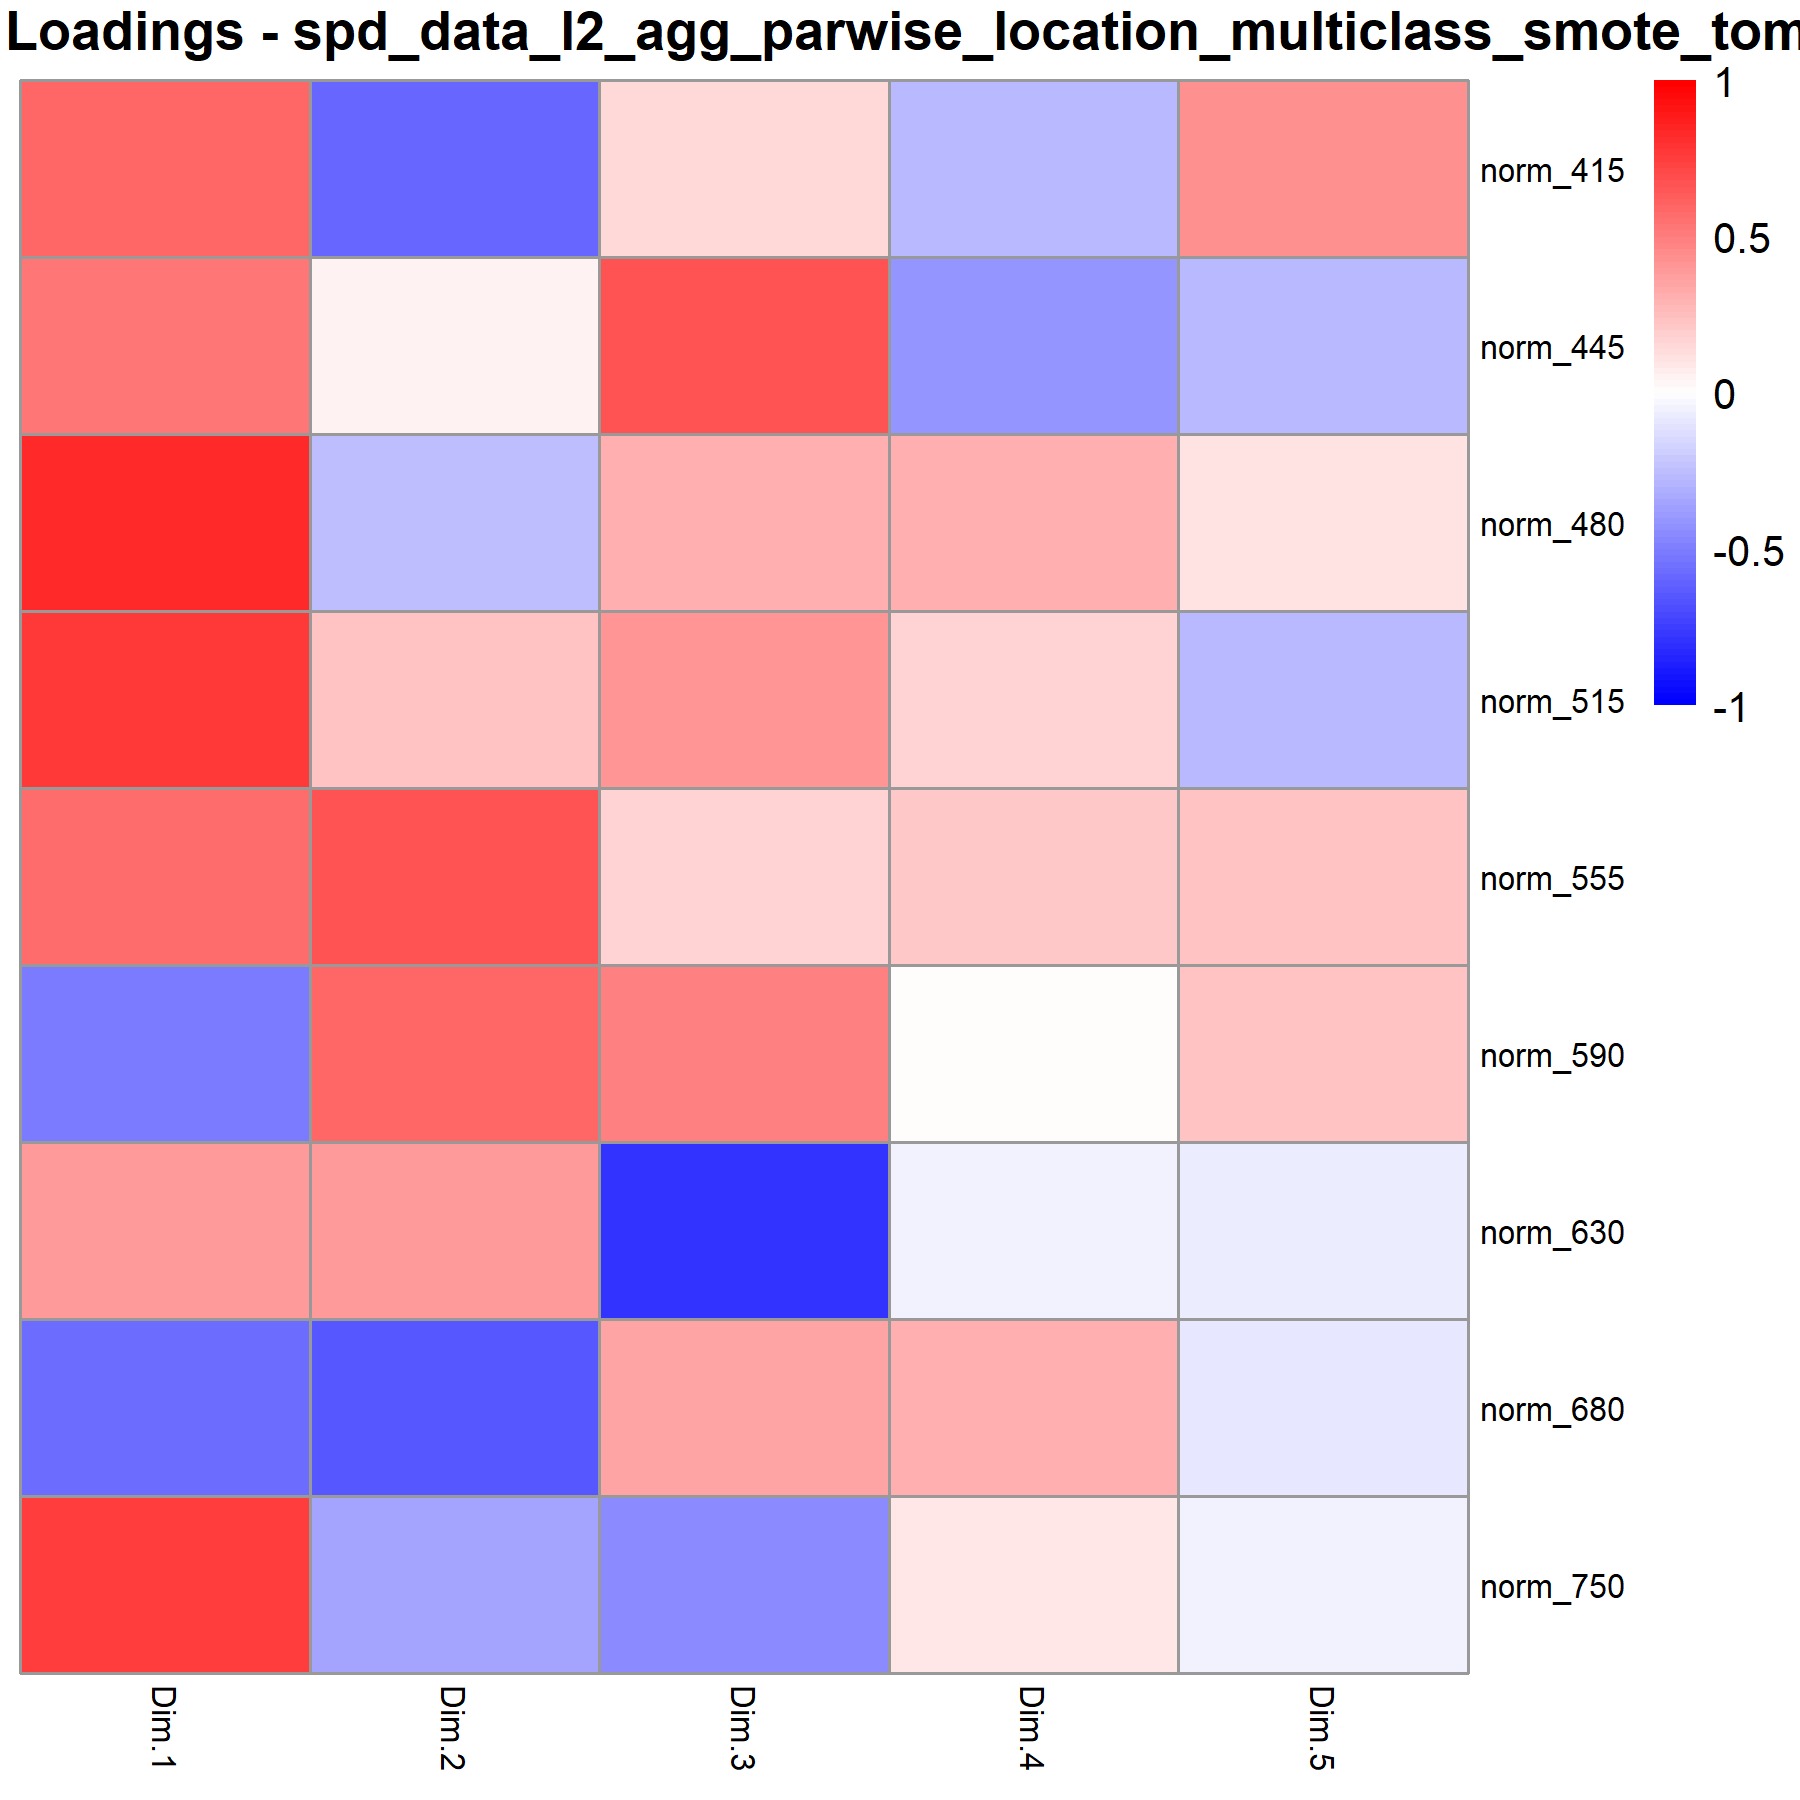 Loadings - spd_data_l2_agg_parwise_location_multiclass_smote_tom
1
0.5
0
-0.5
-1
norm_415
norm_445
norm_480
norm_515
norm_555
norm_590
norm_630
norm_680
norm_750
Dim.1
Dim.2
Dim.3
Dim.4
Dim.5